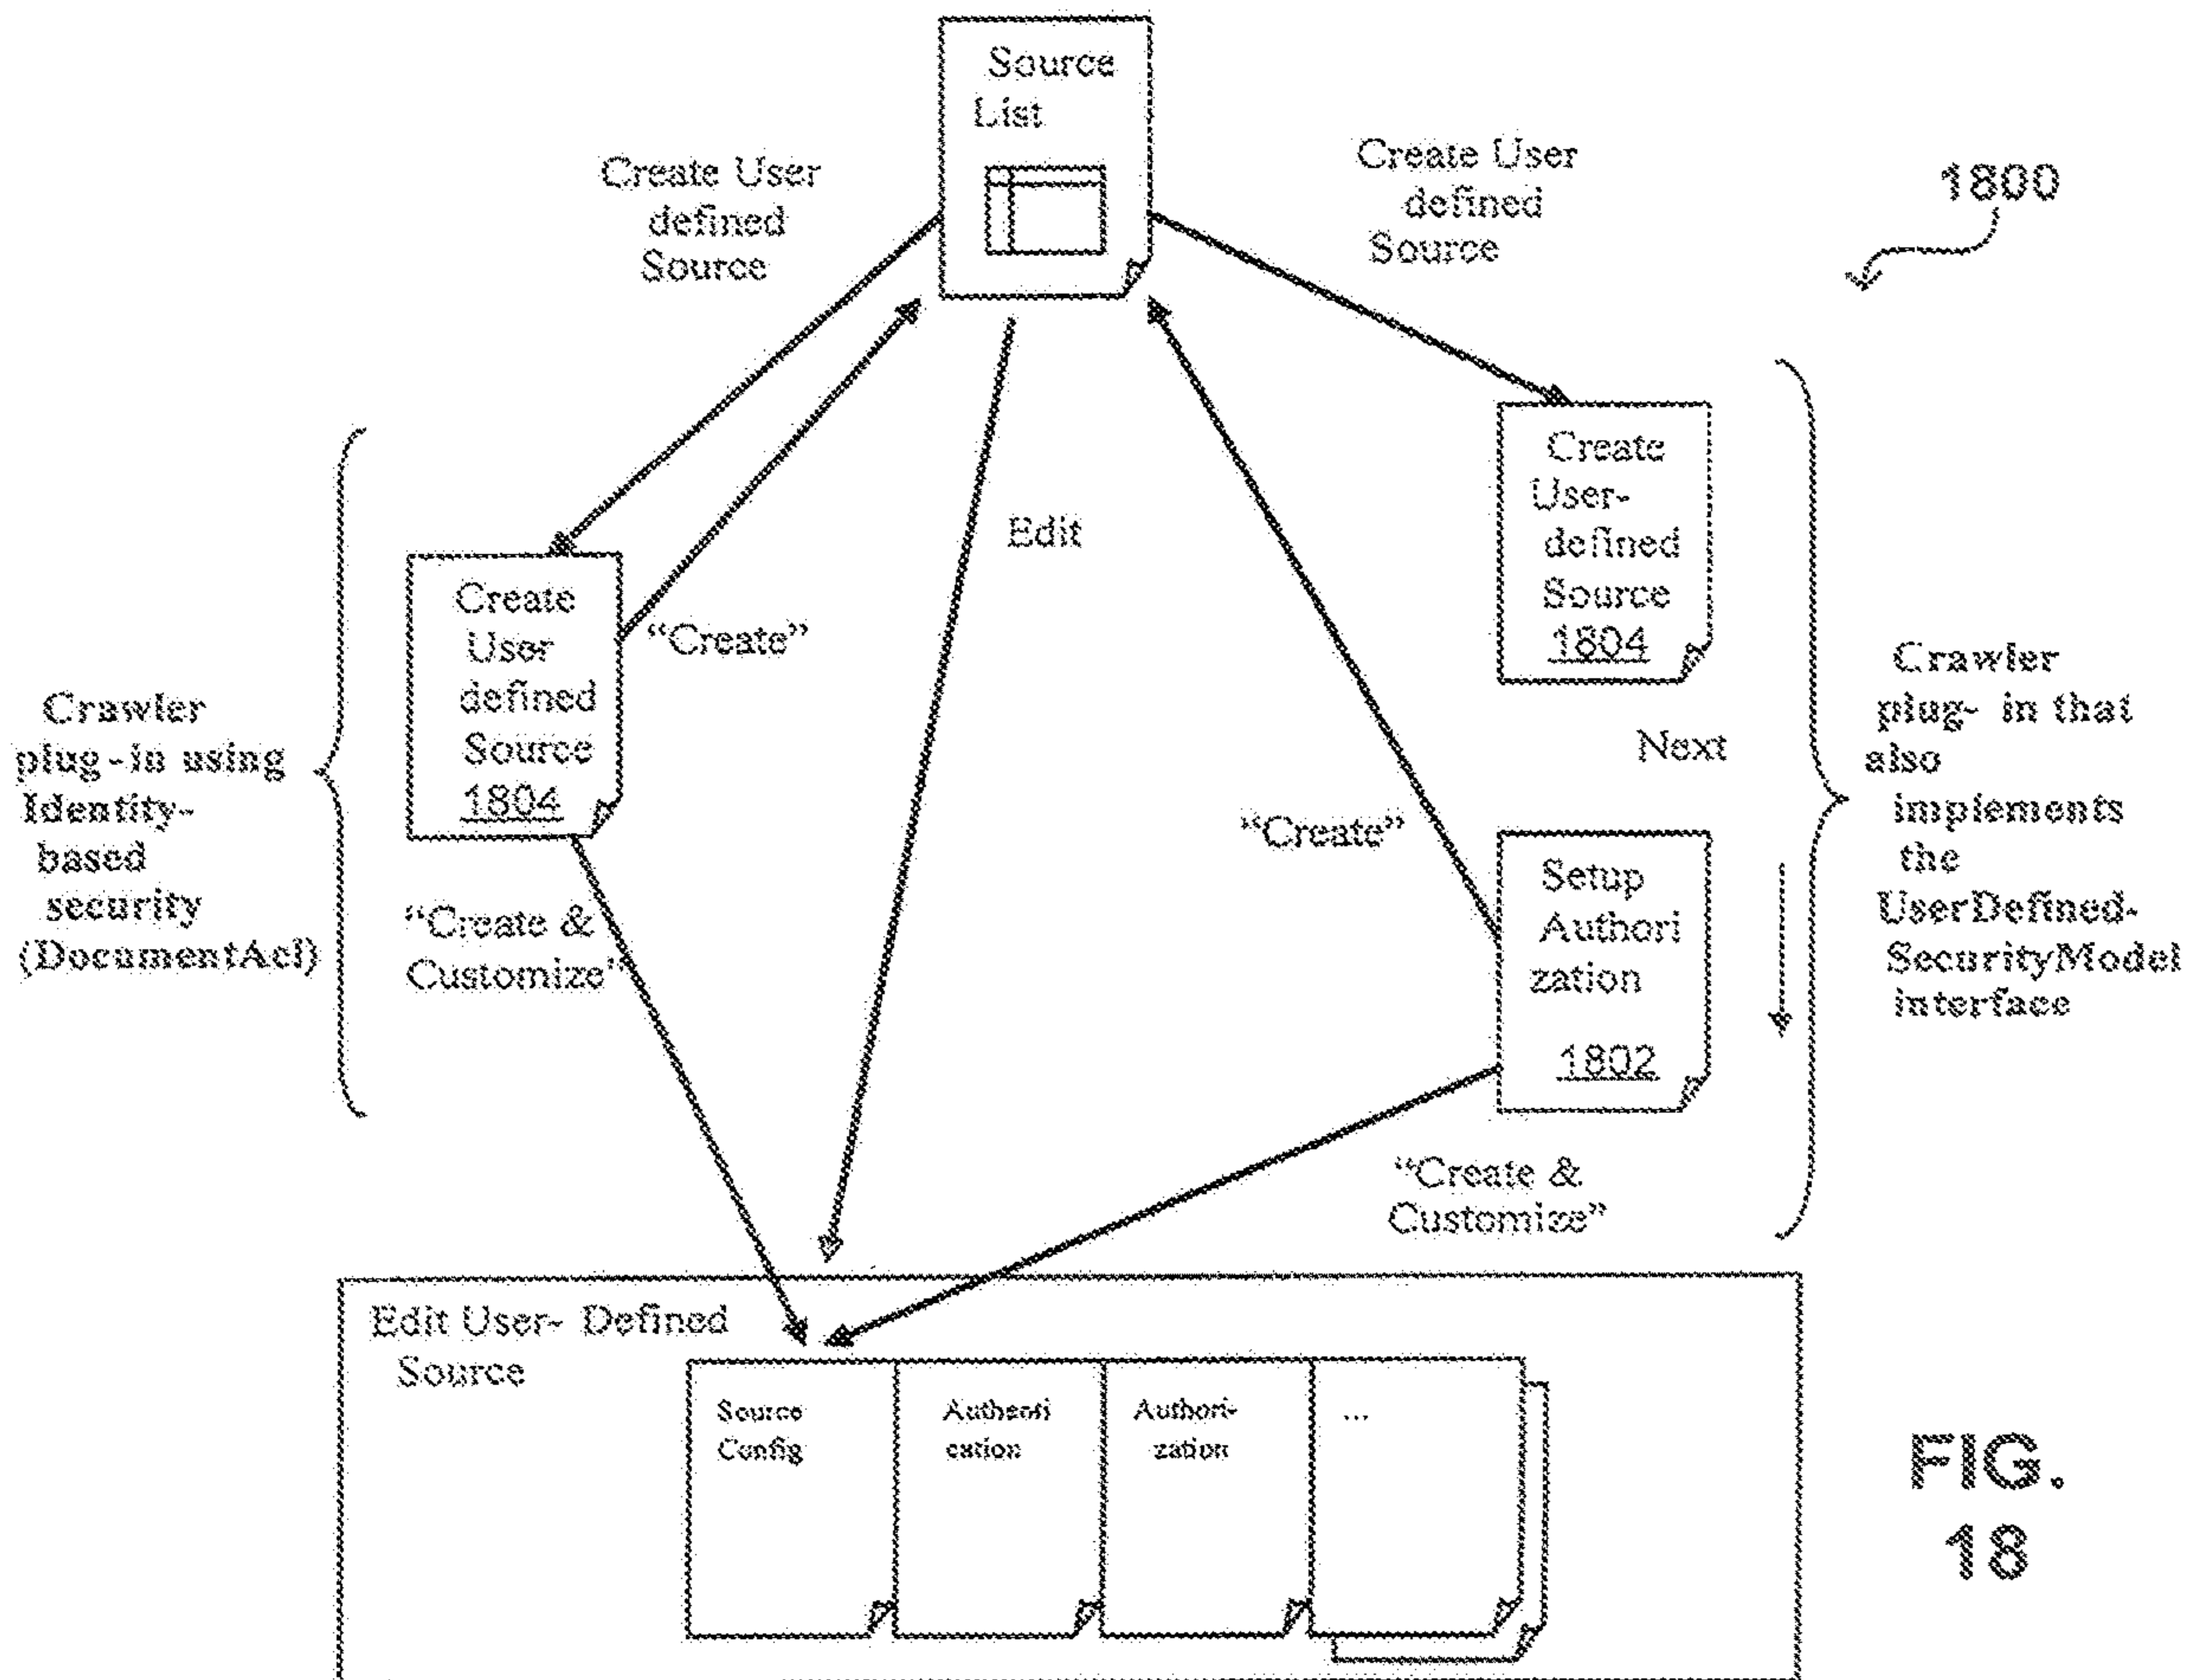 Source
List
Create User
defined
Source
Create User
defined
Source
1800
Edit
Create
User
defined
Source
1804
“Create”
Create
User-
defined
Source
1804
Next
Crawler
plug-in using
Identity-
based
security
(DocumentAcl)
Crawler
plug- in that
also
implements
the
UserDefined-
SecurityModel
interface
“Create”
Setup
Authori
zation
1802
“Create &
Customize”
“Create &
Customize”
Edit User- Defined
Source
Source
Config
Authenti
cation
Authori-
zation
...
FIG.
18